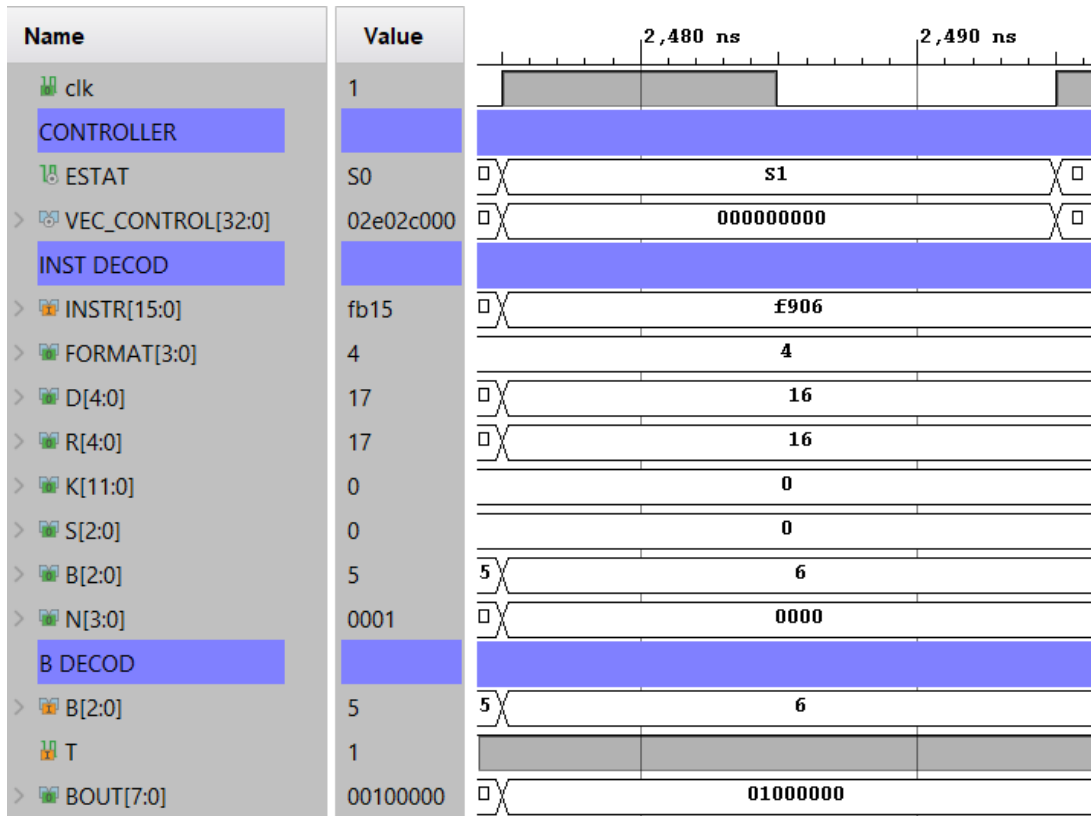 Name Value 2,480 ns 2,490 ns
clk 1
CONTROLLER
ESTAT S0 S1
VEC_CONTROL[32:0] 02e02c000 000000000
INST DECOD
INSTR[15:0] fb15 f906
FORMAT[3:0] 4 4
D[4:0] 17 16
R[4:0] 17 16
K[11:0] 0 0
S[2:0] 0 0
B[2:0] 5 5 6
N[3:0] 0001 0000
B DECOD
B[2:0] 5 5 6
T 1
BOUT[7:0] 00100000 01000000